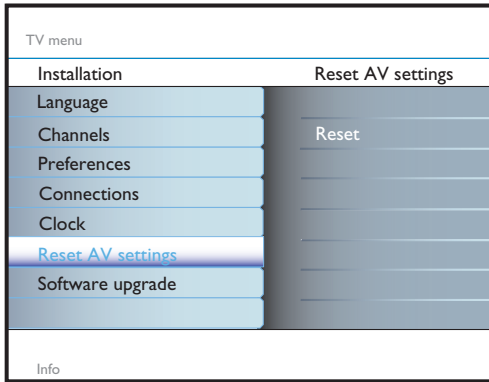 TV menu
Installation
Reset AV settings
Language
Channels
Reset
Preferences
Connections
Clock
Reset AV settings
Software upgrade
Info